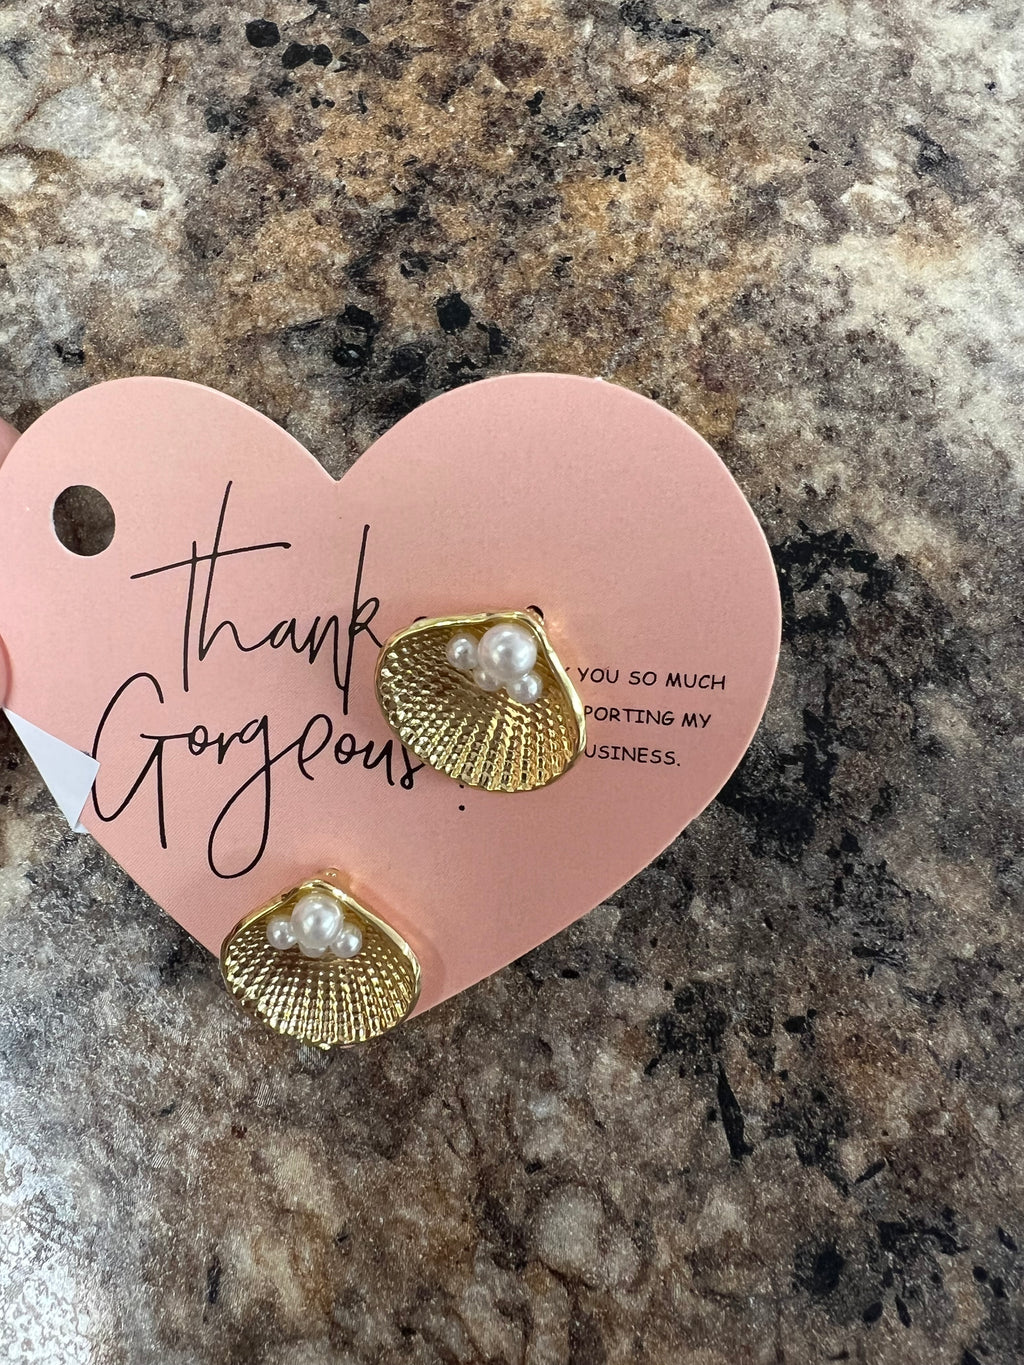 thank
Gorgeous
YOU SO MUCH
PORTING MY
USINESS.